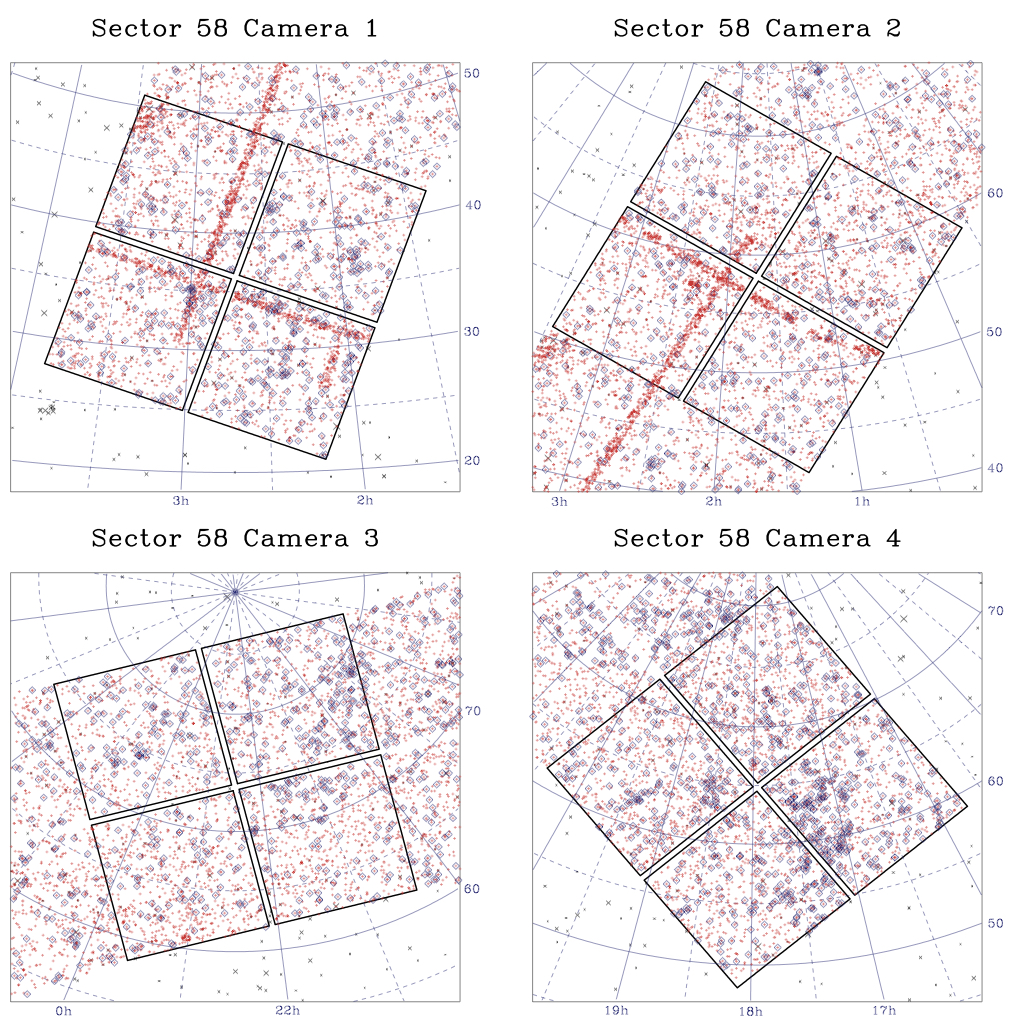 Sector 58 Camera 1
Sector 58 Camera 2
50
40
30
20
3h
2h
60
50
40
3h
2h
1h
Sector 58 Camera 3
Sector 58 Camera 4
70
60
0h
22h
70
60
50
19h
18h
17h